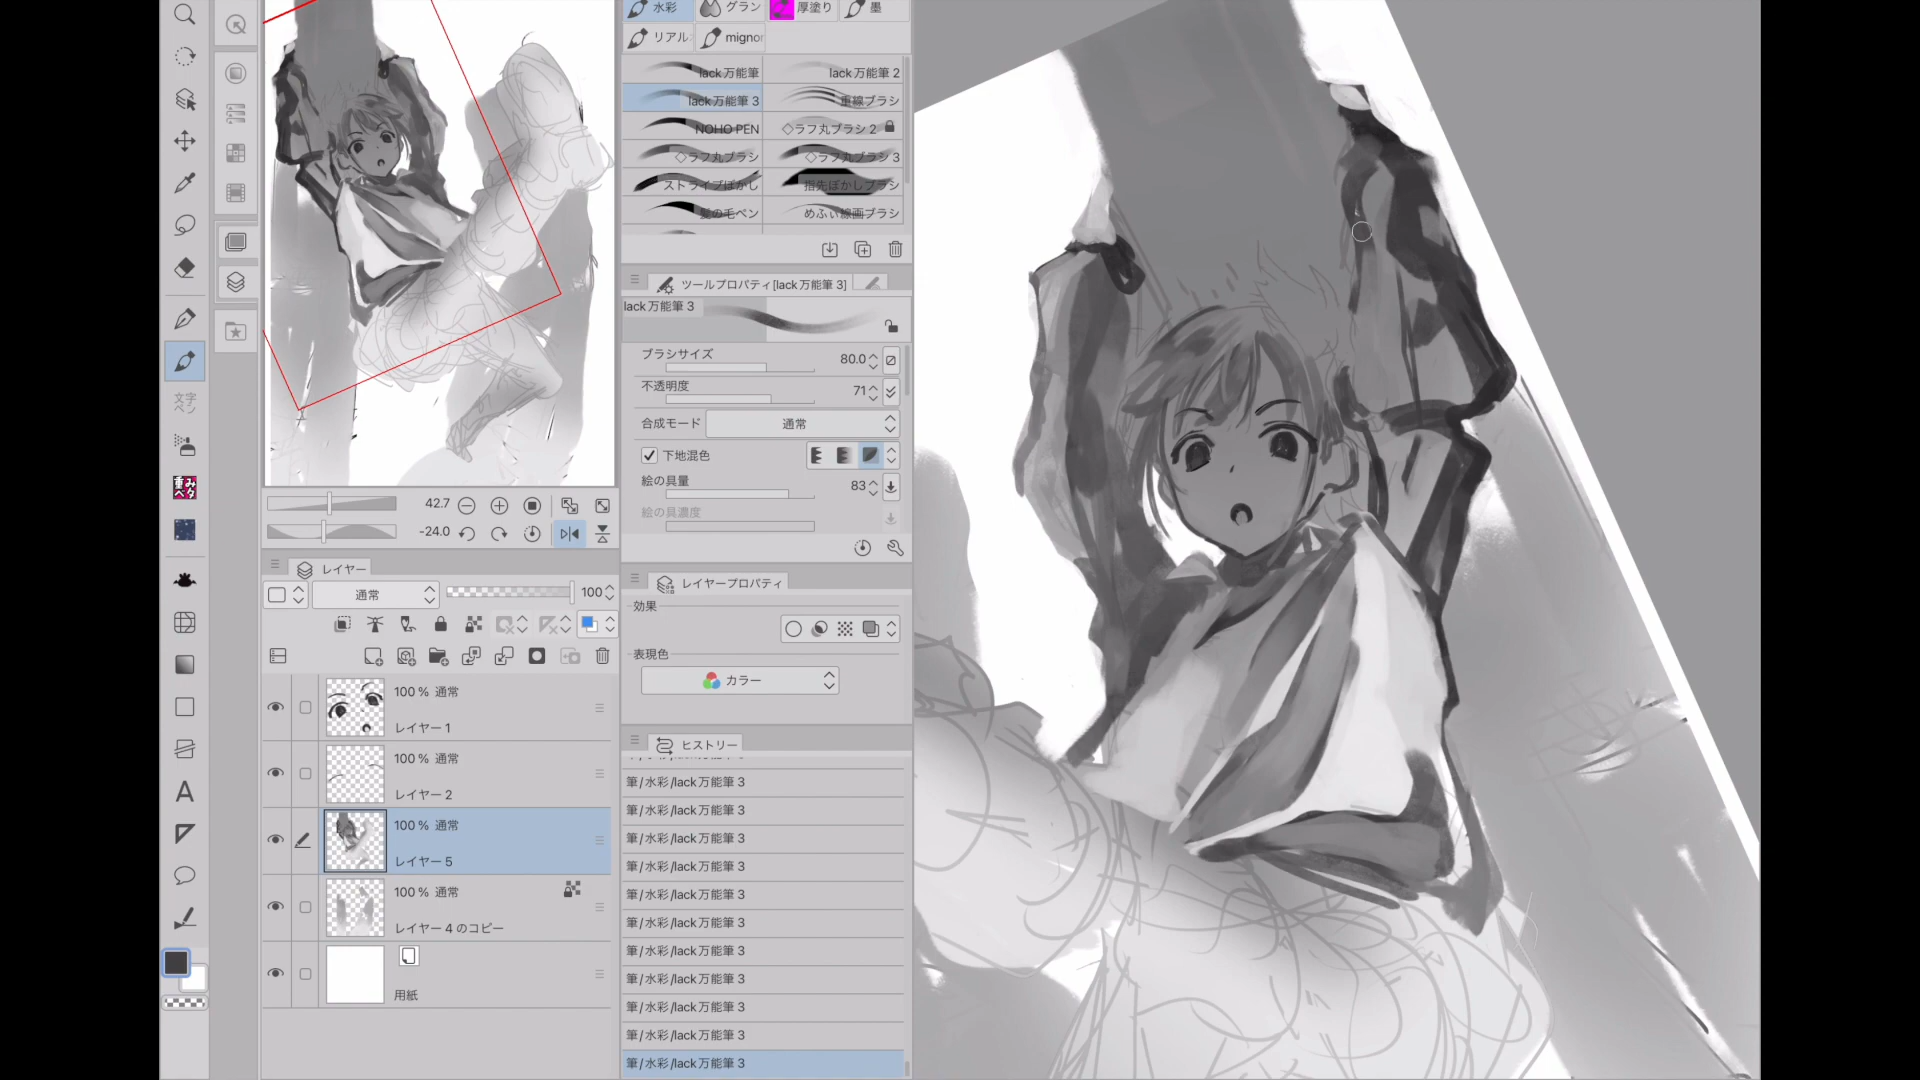 文字
ペン
重み
ベタ
A
42.7
-24.0
レイヤー
通常
100
100 % 通常
レイヤー 1
100 % 通常
レイヤー 2
100 % 通常
レイヤー 5
100 % 通常
レイヤー 4 のコピー
用紙
水彩
グラン
厚塗り
墨
リアル
mignon
lack万能筆
lack万能筆 2
lack万能筆 3
重線ブラシ
NOHO PEN
◇ラフ丸ブラシ 2
◇ラフ丸ブラシ
◇ラフ丸ブラシ 3
ストライプぼかし
指先ぼかしブラシ
髪の毛ペン
めふぃ線画ブラシ
ツールプロパティ[lack万能筆 3]
lack万能筆 3
ブラシサイズ
80.0
不透明度
71
合成モード
通常
下地混色
絵の具量
83
絵の具濃度
レイヤープロパティ
効果
表現色
カラー
ヒストリー
筆/水彩/lack万能筆 3
筆/水彩/lack万能筆 3
筆/水彩/lack万能筆 3
筆/水彩/lack万能筆 3
筆/水彩/lack万能筆 3
筆/水彩/lack万能筆 3
筆/水彩/lack万能筆 3
筆/水彩/lack万能筆 3
筆/水彩/lack万能筆 3
筆/水彩/lack万能筆 3
筆/水彩/lack万能筆 3